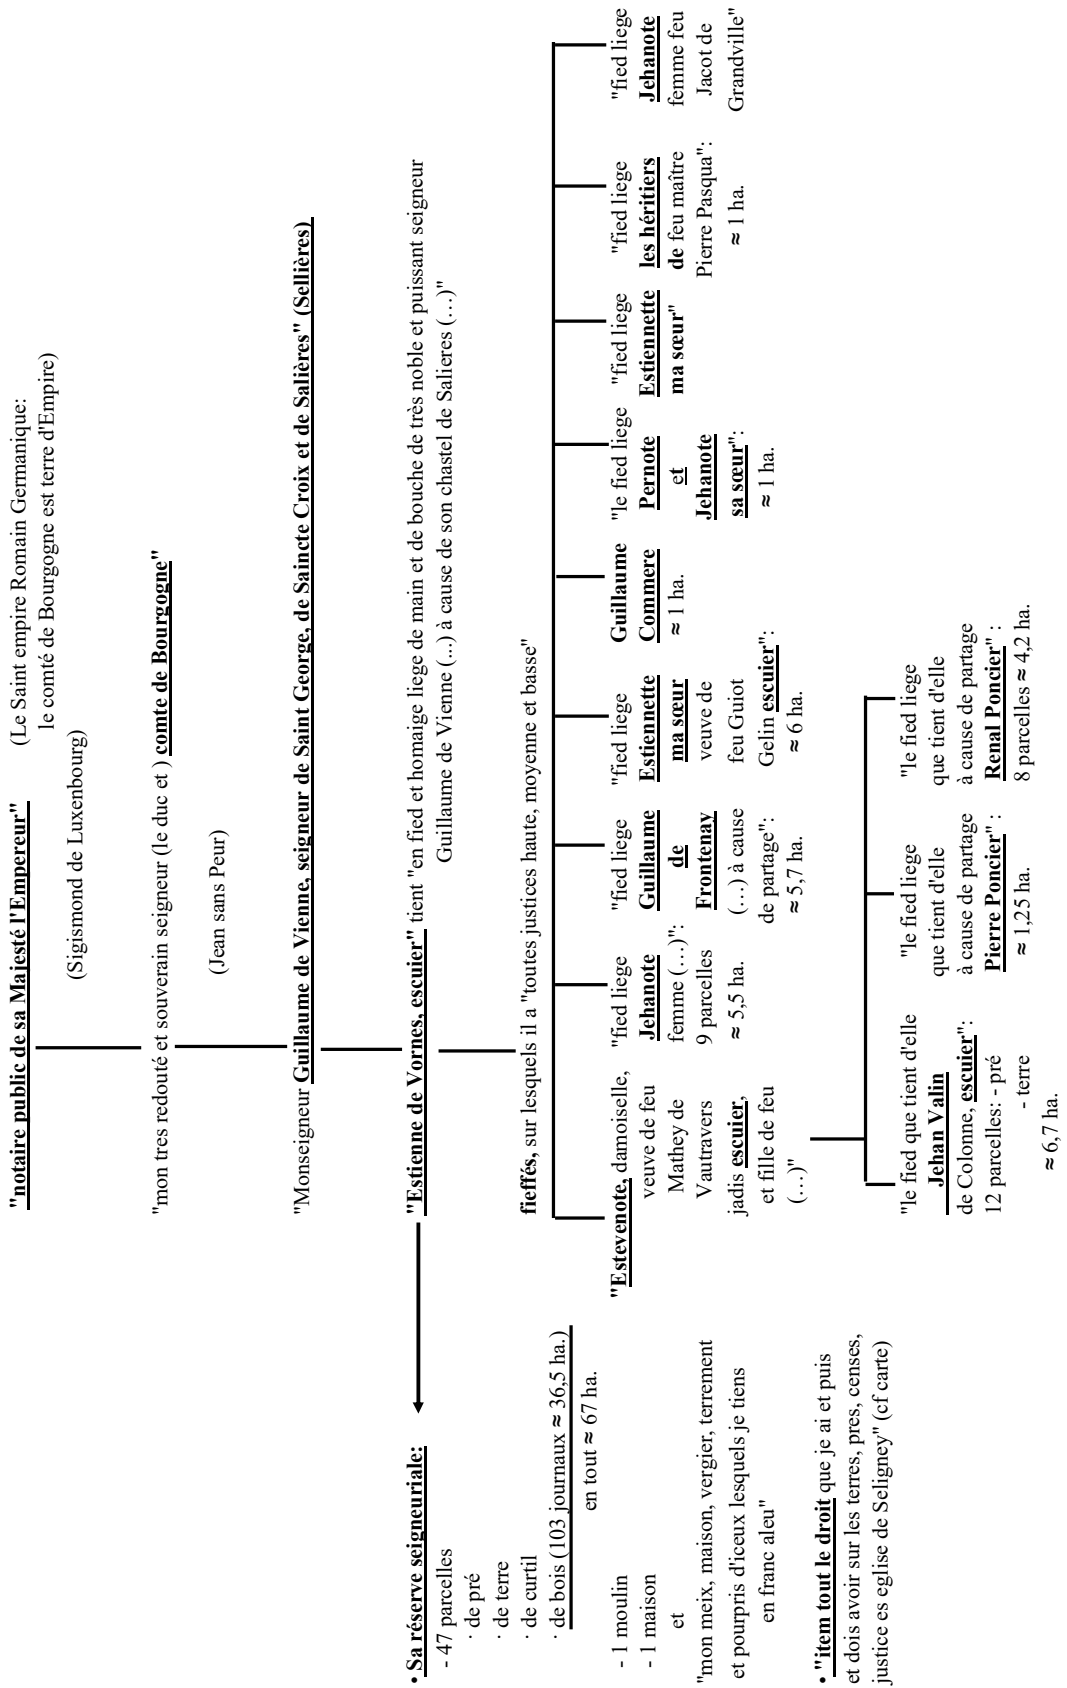 "notaire public de sa Majesté l'Empereur"
(Le Saint empire Romain Germanique:
le comté de Bourgogne est terre d'Empire)
(Sigismond de Luxenbourg)
"mon tres redouté et souverain seigneur (le duc et ) comte de Bourgogne"
(Jean sans Peur)
"Monseigneur Guillaume de Vienne, seigneur de Saint George, de Saincte Croix et de Salières" (Sellières)
"Estienne de Vornes, escuier" tient "en fied et homaige liege de main et de bouche de très noble et puissant seigneur
Guillaume de Vienne (...) à cause de son chastel de Salieres (…)"
• Sa réserve seigneuriale:
- 47 parcelles
· de pré
· de terre
· de curtil
· de bois (103 journaux ≈ 36,5 ha.)
en tout ≈ 67 ha.
- 1 moulin
- 1 maison
et
"mon meix, maison, vergier, terrement
et pourpris d'iceux lesquels je tiens
en franc aleu"
• "item tout le droit que je ai et puis
et dois avoir sur les terres, pres, censes,
justice es eglise de Seligney" (cf carte)
fieffés, sur lesquels il a "toutes justices haute, moyenne et basse"
"Estevenote, damoiselle,
veuve de feu
Mathey de
Vautravers
jadis escuier,
et fille de feu
(…)"
"fied liege
Jehanote
femme (…)":
9 parcelles
≈ 5,5 ha.
"fied liege
Guillaume
de
Frontenay
(…) à cause
de partage":
≈ 5,7 ha.
"fied liege
Estiennette
ma sœur
veuve de
feu Guiot
Gelin escuier":
≈ 6 ha.
Guillaume
Commere
≈ 1 ha.
"le fied liege
Pernote
et
Jehanote
sa sœur":
≈ 1 ha.
"fied liege
Estiennette
ma sœur"
"fied liege
les héritiers
de feu maître
Pierre Pasqua":
≈ 1 ha.
"fied liege
Jehanote
femme feu
Jacot de
Grandville"
"le fied que tient d'elle
Jehan Valin
de Colonne, escuier":
12 parcelles: - pré
- terre
≈ 6,7 ha.
"le fied liege
que tient d'elle
à cause de partage
Pierre Poncier" :
≈ 1,25 ha.
"le fied liege
que tient d'elle
à cause de partage
Renal Poncier" :
8 parcelles ≈ 4,2 ha.